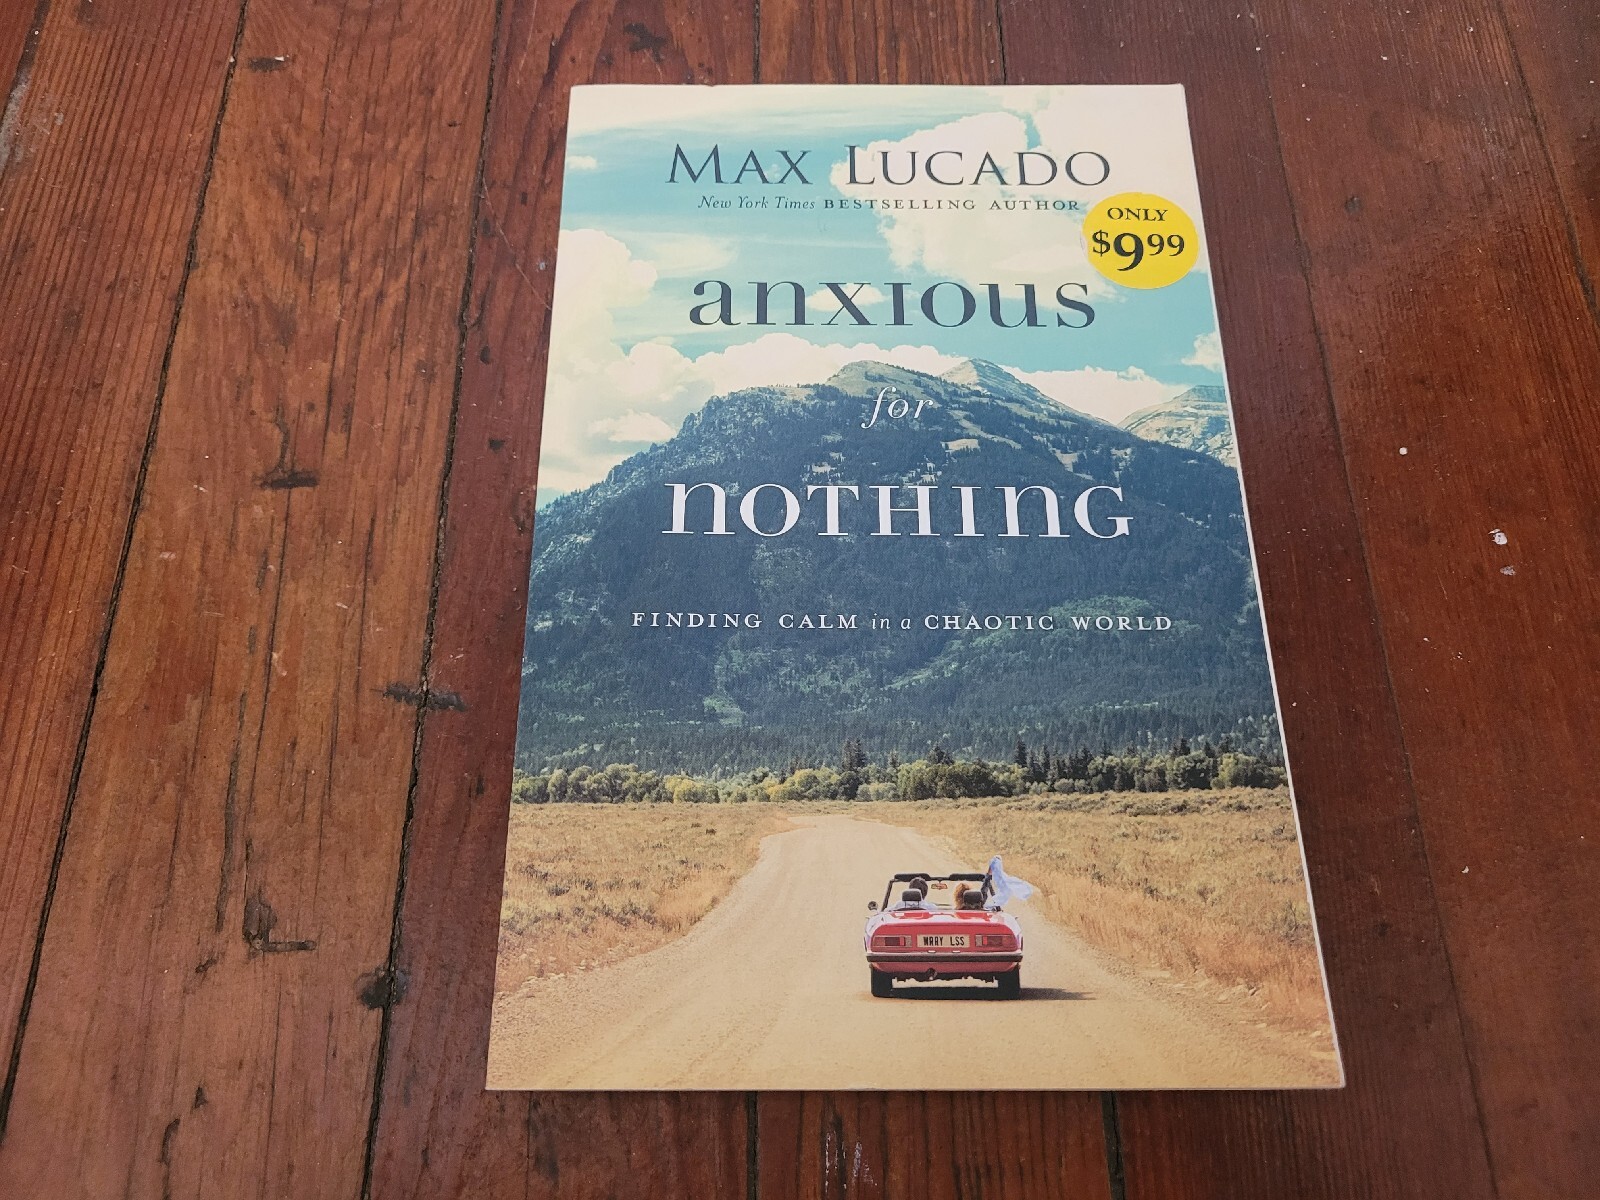 MAX LUCADO
New York Times BESTSELLING AUTHOR
ONLY
$9.99
anxious
for
NOTHING
FINDING CALM in a CHAOTIC WORLD
WRRY LSS